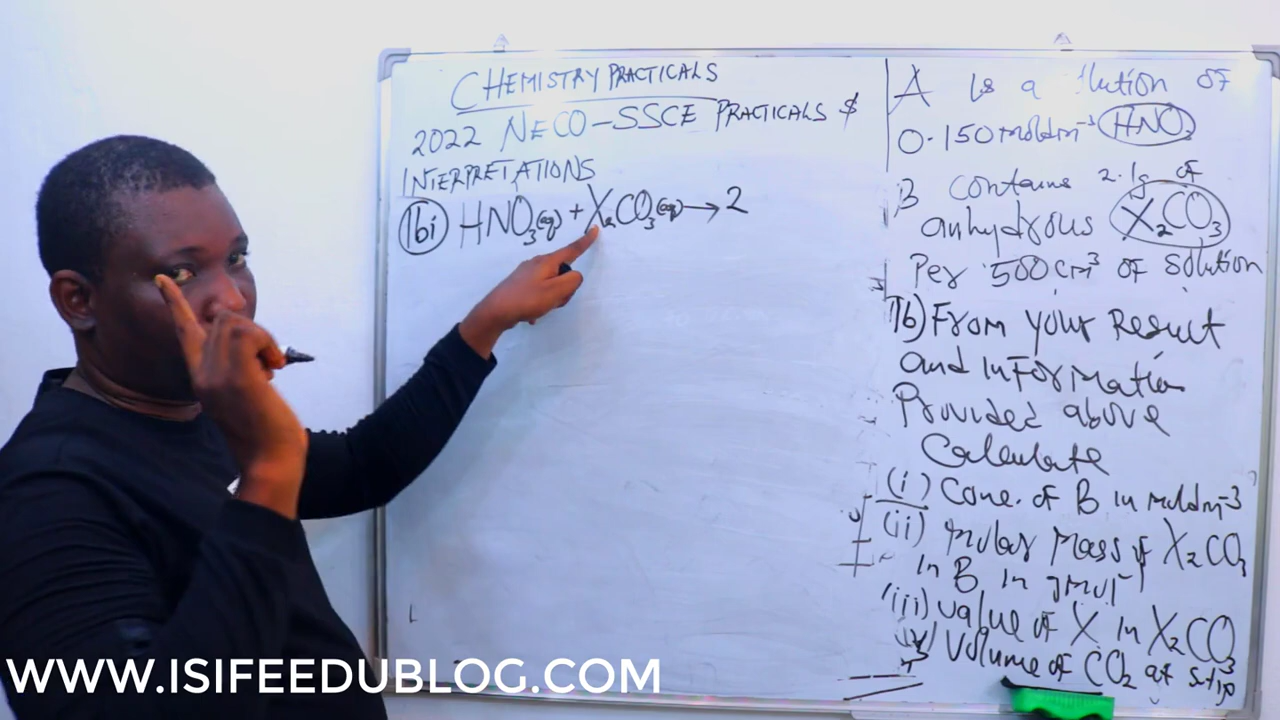 CHEMISTRY PRACTICALS
2022 NECO-SSCE PRACTICALS $
INTERPRETATIONS
1bi) HNO₃(aq) + X₂CO₃(aq) → 2
A is a solution of
0.150moldm⁻³ HNO₃
B contains 2.1g of
anhydrous X₂CO₃
Per 500cm³ of solution
1b) From your Result
and information
Provided above
Calculate
(i) Conc. of B in moldm⁻³
(ii) molar mass of X₂CO₃
in B in gmol⁻¹
(iii) value of X in X₂CO₃
iv) Volume of CO₂ at s.t.p
WWW.ISIFEEDUBLOG.COM